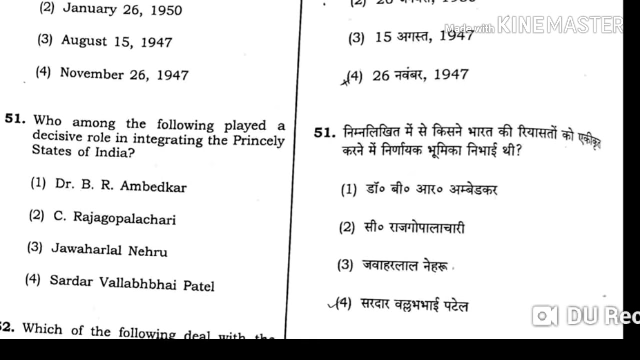 (2) January 26, 1950
(3) August 15, 1947
(4) November 26, 1947
51. Who among the following played a
decisive role in integrating the Princely
States of India?
(1) Dr. B. R. Ambedkar
(2) C. Rajagopalachari
(3) Jawaharlal Nehru
(4) Sardar Vallabhbhai Patel
52. Which of the following deal with the
(3) 15 अगस्त, 1947
(4) 26 नवंबर, 1947
51. निम्नलिखित में से किसने भारत की रियासतों को एकीकृत
करने में निर्णायक भूमिका निभाई थी?
(1) डॉ० बी० आर० अम्बेडकर
(2) सी० राजगोपालाचारी
(3) जवाहरलाल नेहरू
(4) सरदार वल्लभभाई पटेल
Made with KINEMASTER
DU Rec